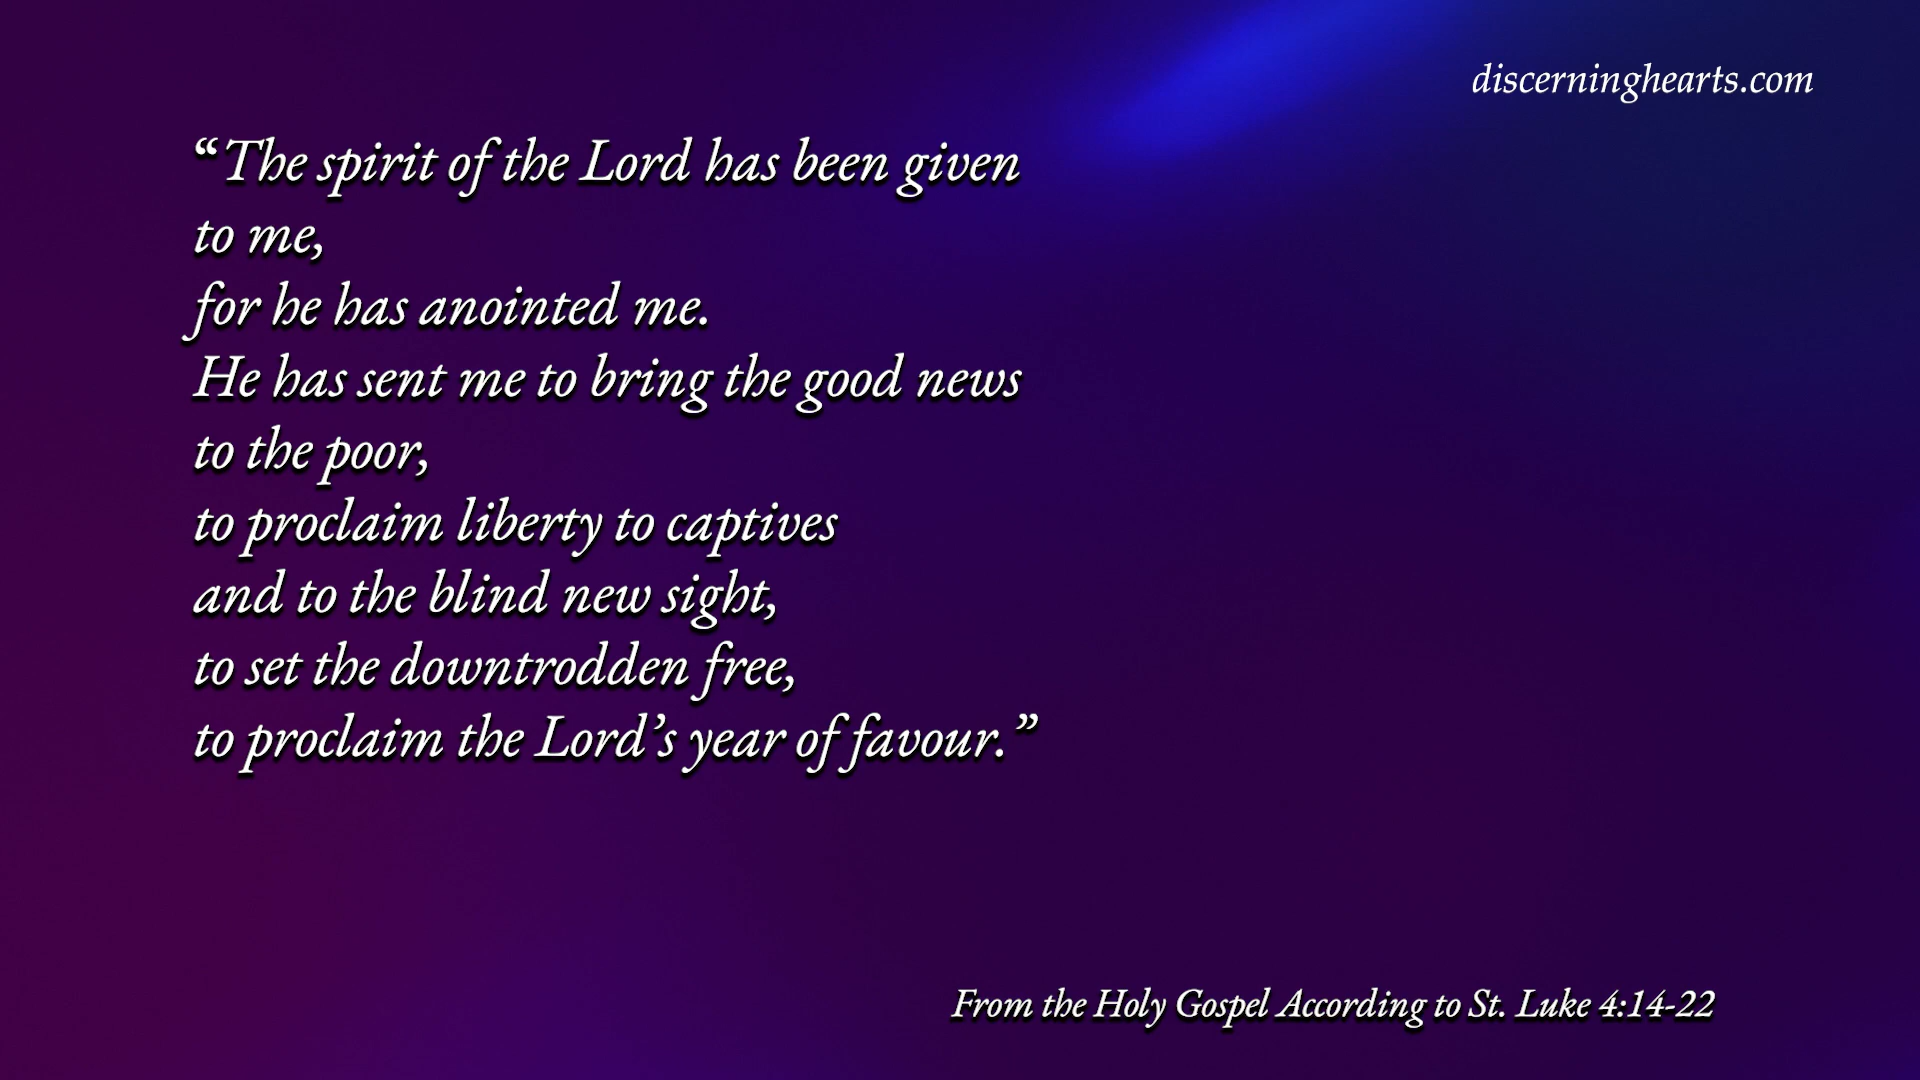 discerninghearts.com
“The spirit of the Lord has been given
to me,
for he has anointed me.
He has sent me to bring the good news
to the poor,
to proclaim liberty to captives
and to the blind new sight,
to set the downtrodden free,
to proclaim the Lord’s year of favour.”
From the Holy Gospel According to St. Luke 4:14-22